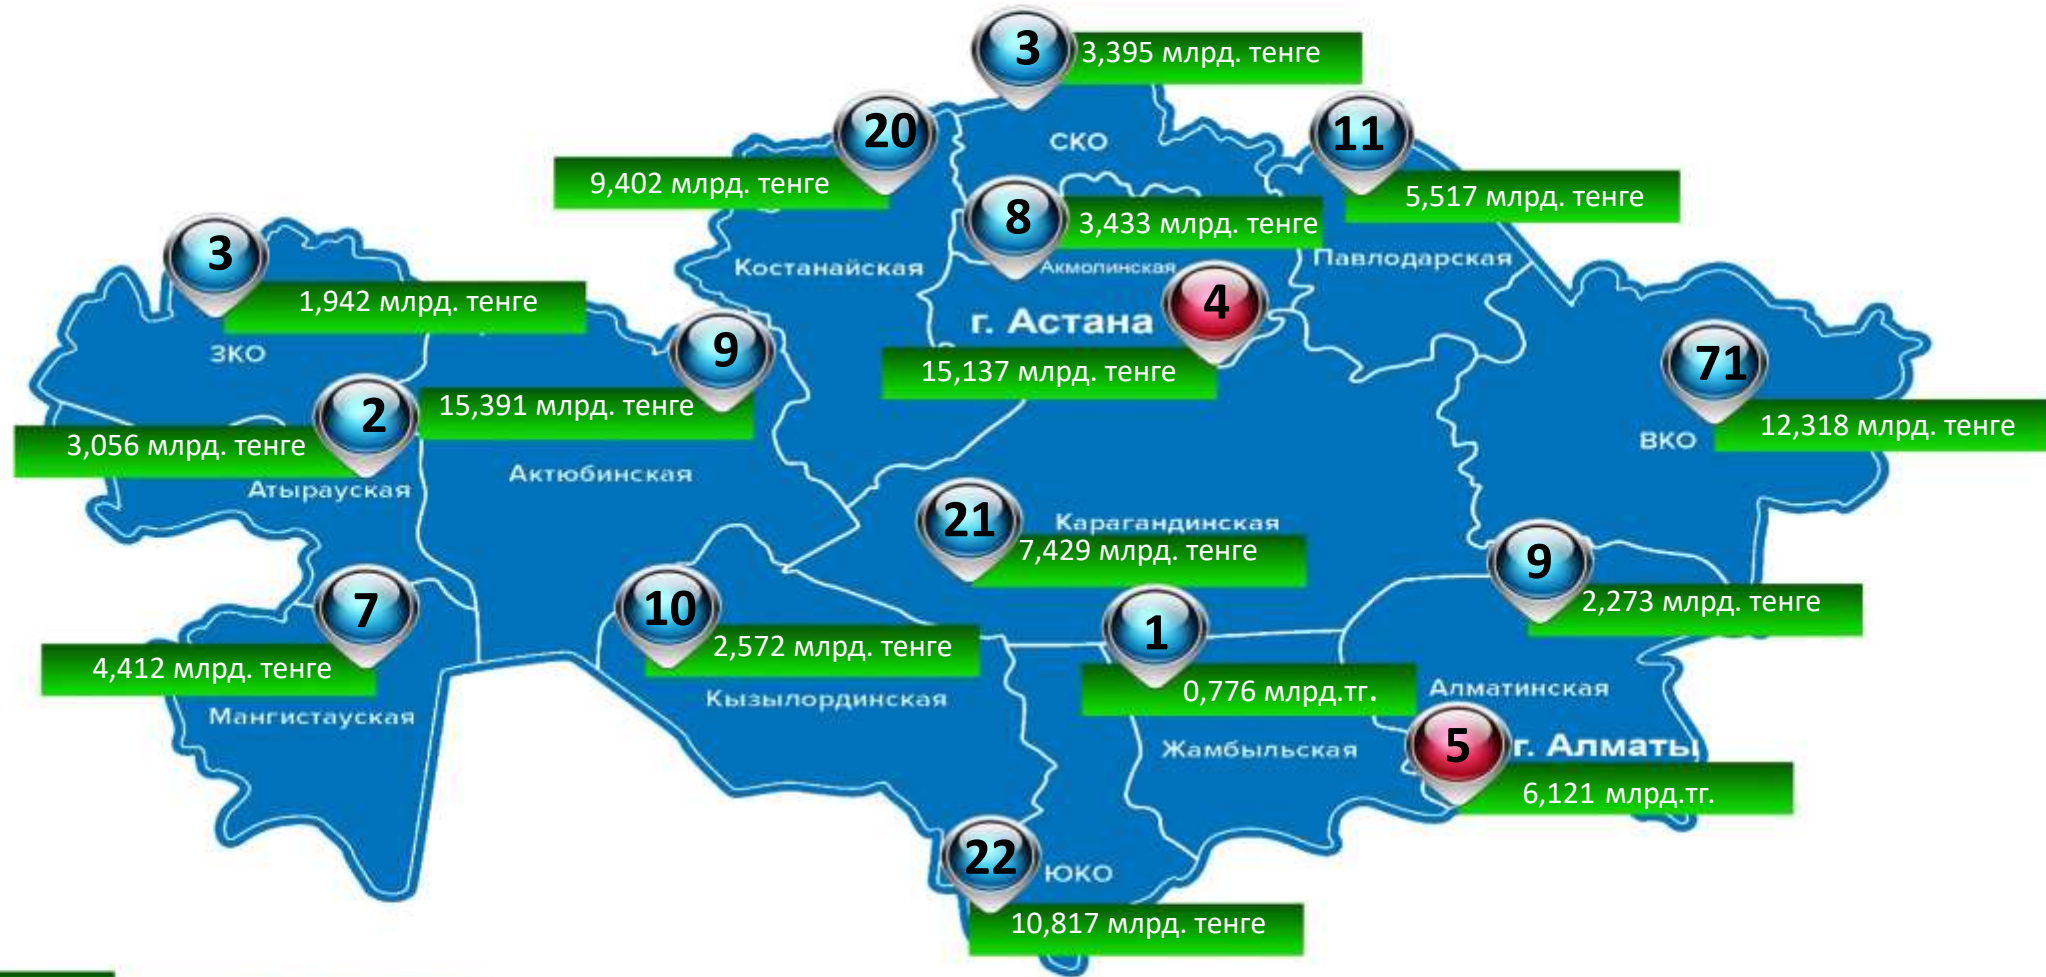 3
3,395 млрд. тенге
20
9,402 млрд. тенге
СКО
11
5,517 млрд. тенге
8
3,433 млрд. тенге
Костанайская
Акмолинская
Павлодарская
3
1,942 млрд. тенге
ЗКО
4
г. Астана
15,137 млрд. тенге
9
15,391 млрд. тенге
Актюбинская
2
3,056 млрд. тенге
Атырауская
71
12,318 млрд. тенге
ВКО
21
Карагандинская
7,429 млрд. тенге
9
2,273 млрд. тенге
7
4,412 млрд. тенге
Мангистауская
10
2,572 млрд. тенге
Кызылординская
1
0,776 млрд.тг.
Жамбыльская
Алматинская
5
г. Алматы
6,121 млрд.тг.
22
ЮКО
10,817 млрд. тенге